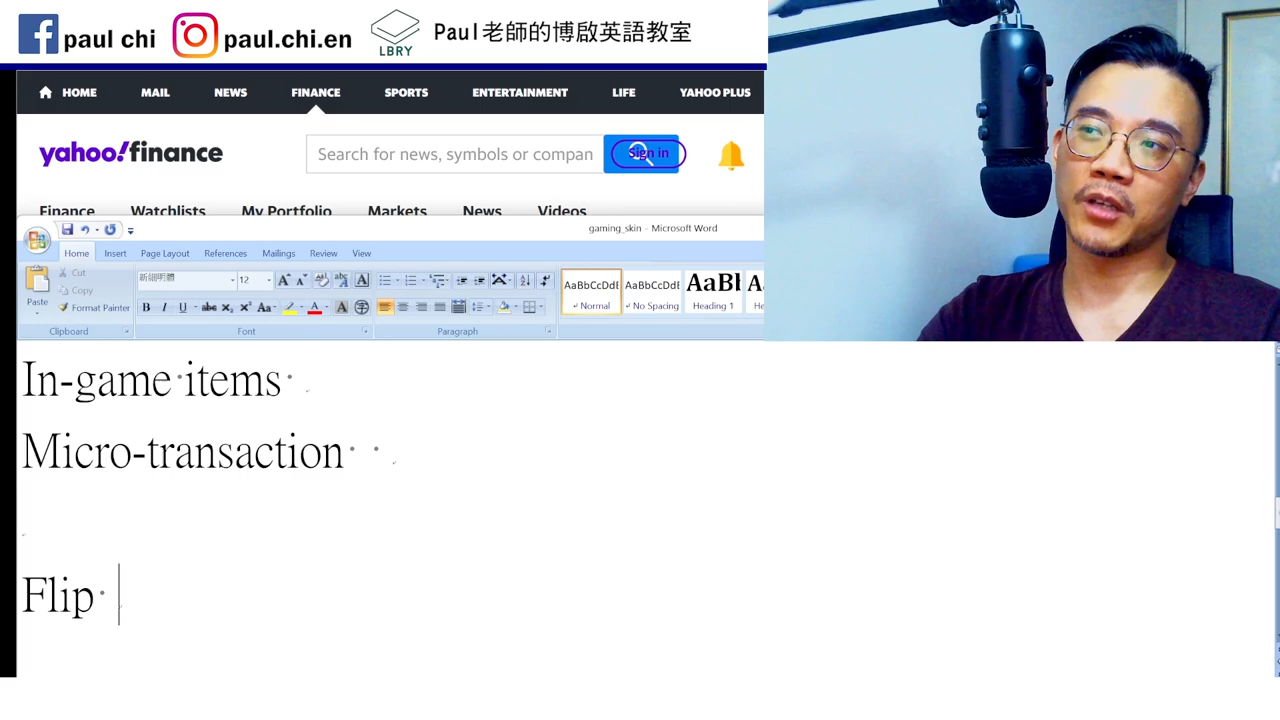 paul chi
paul.chi.en
LBRY
Paul老師的博啟英語教室
HOME MAIL NEWS FINANCE SPORTS ENTERTAINMENT LIFE YAHOO PLUS
yahoo!finance
Search for news, symbols or compan
Sign in
Finance Watchlists My Portfolio Markets News Videos
gaming_skin - Microsoft Word
Home Insert Page Layout References Mailings Review View
Paste
Cut
Copy
Format Painter
新細明體 12
AaBbCcDdE AaBbCcDdE AaBb
Normal No Spacing Heading 1
Clipboard Font Paragraph
In-game items
Micro-transaction
Flip